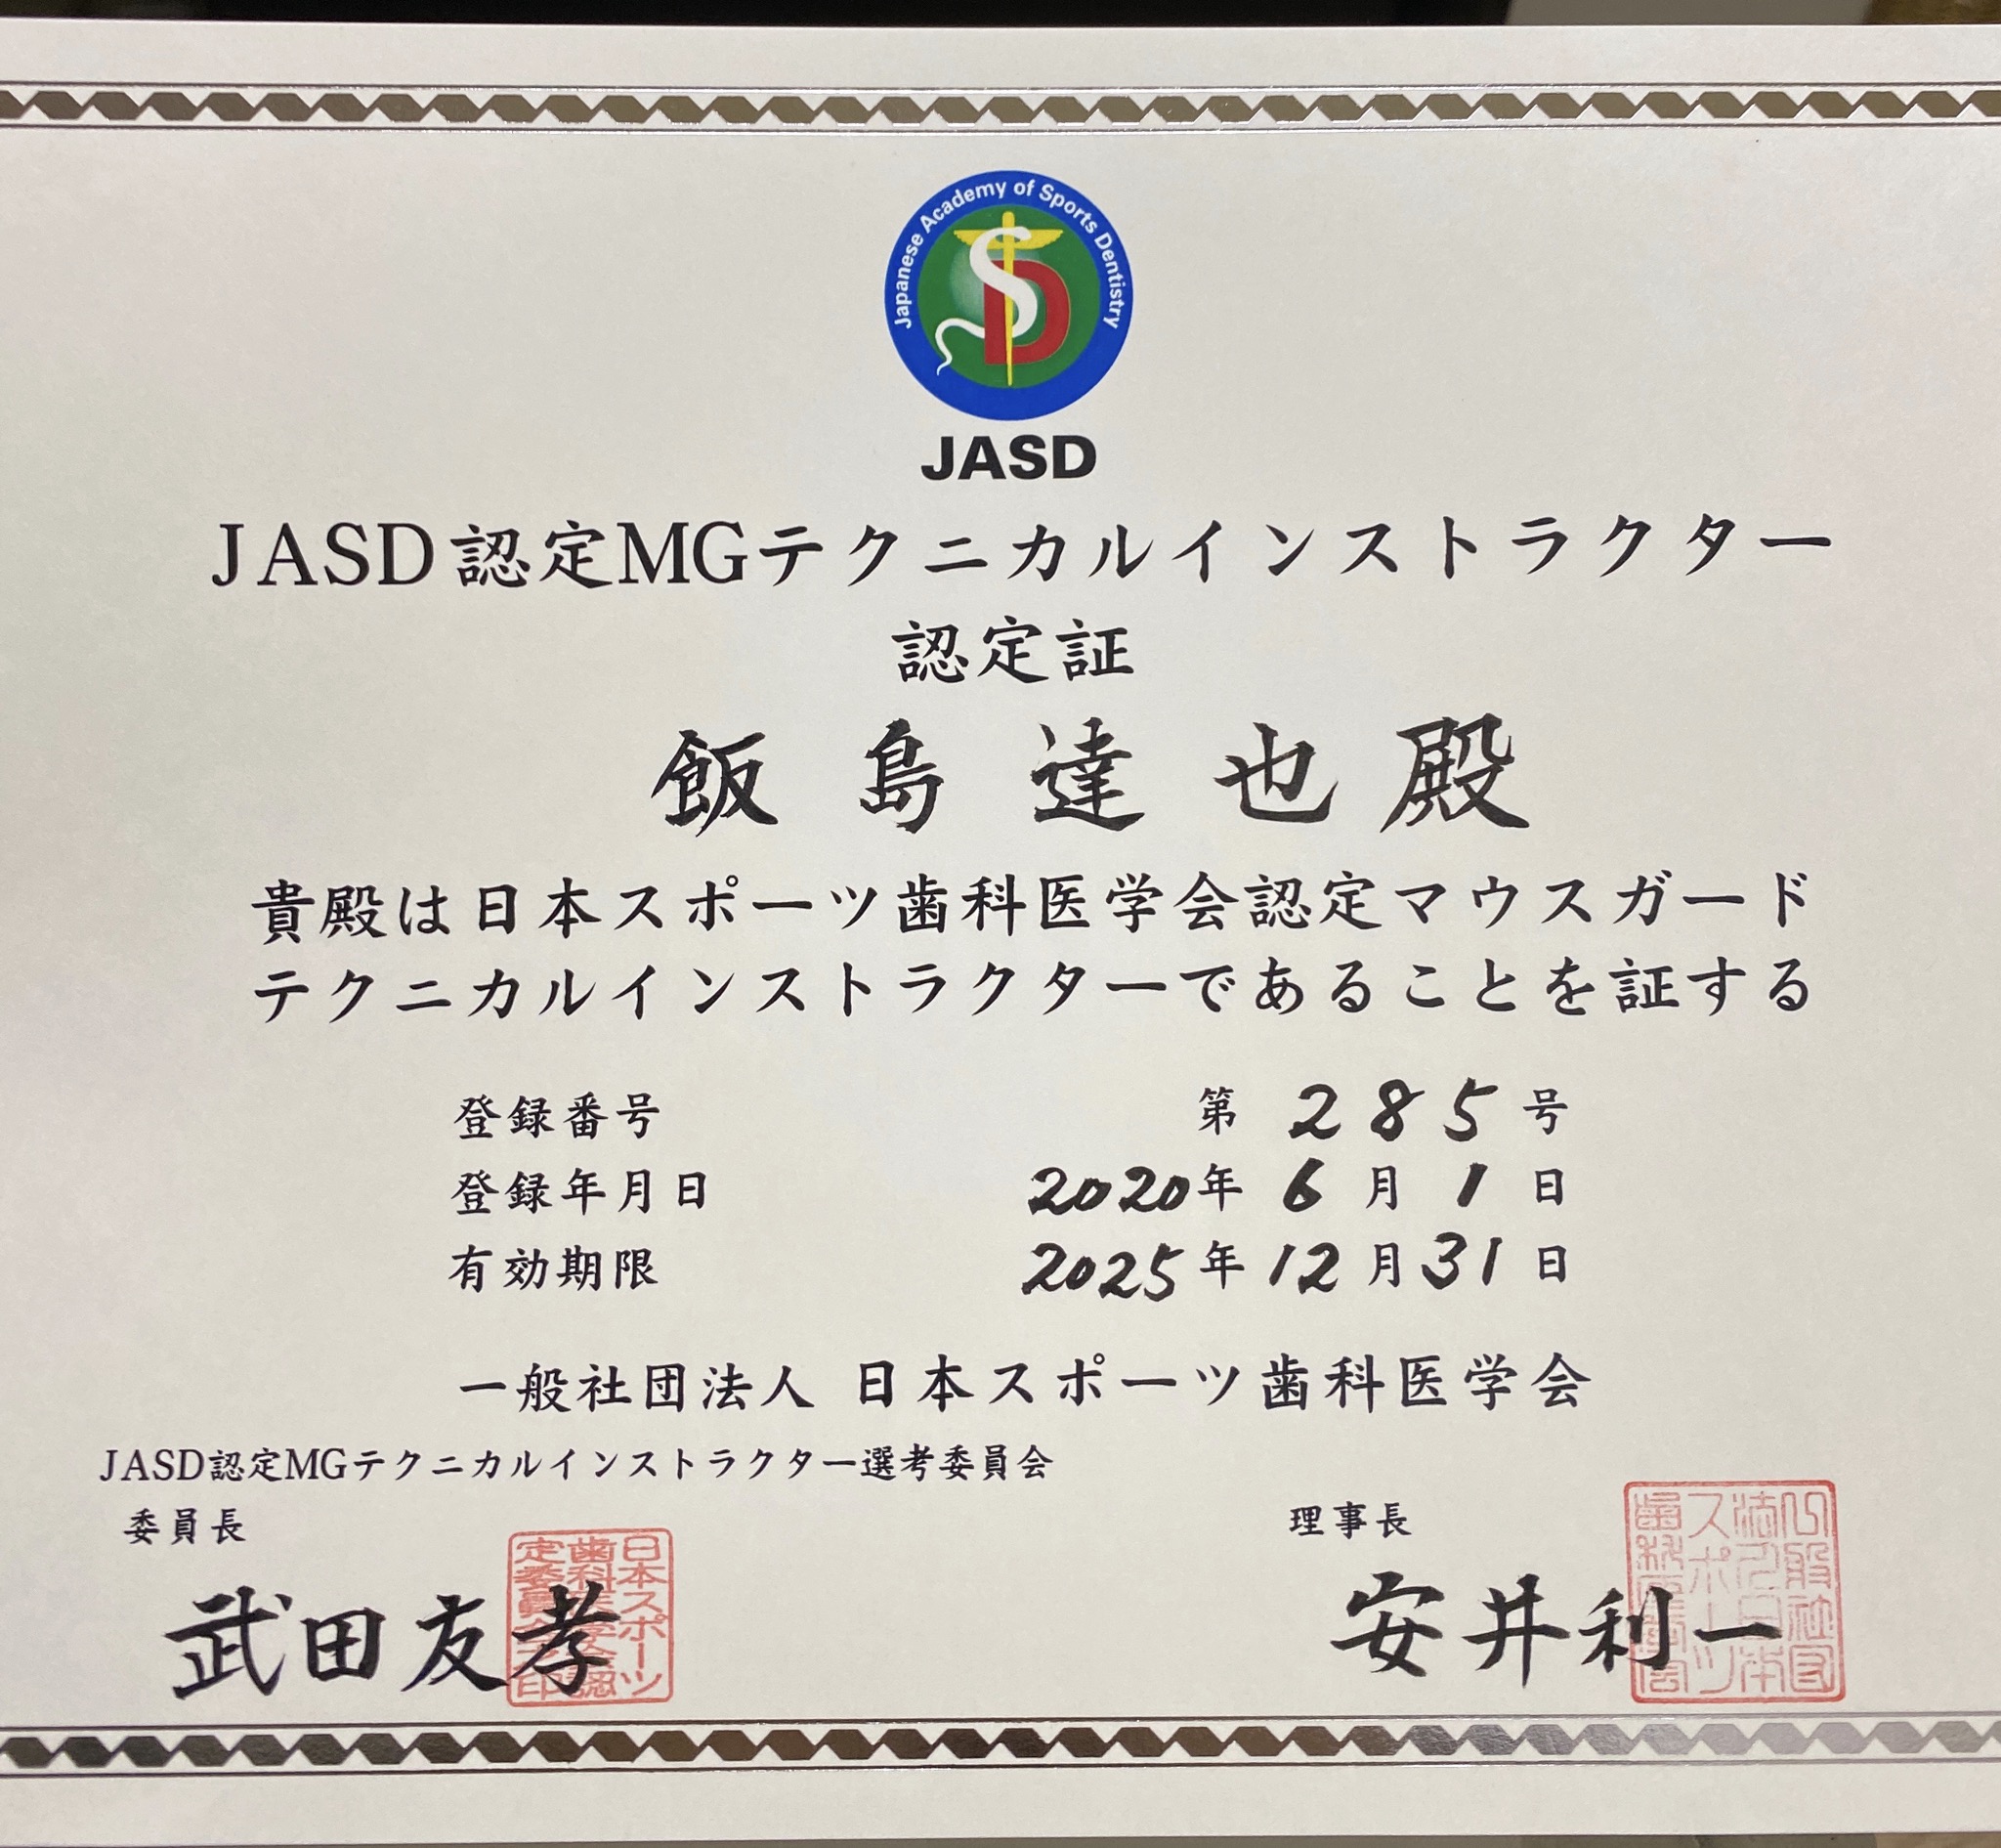 Japanese Academy of Sports Dentistry
SD
JASD
JASD認定MGテクニカルインストラクター
認定証
飯島達也殿
貴殿は日本スポーツ歯科医学会認定マウスガード
テクニカルインストラクターであることを証する
登録番号 第285号
登録年月日 2020年6月1日
有効期限 2025年12月31日
一般社団法人 日本スポーツ歯科医学会
JASD認定MGテクニカルインストラクター選考委員会
委員長
武田友孝
理事長
安井利一